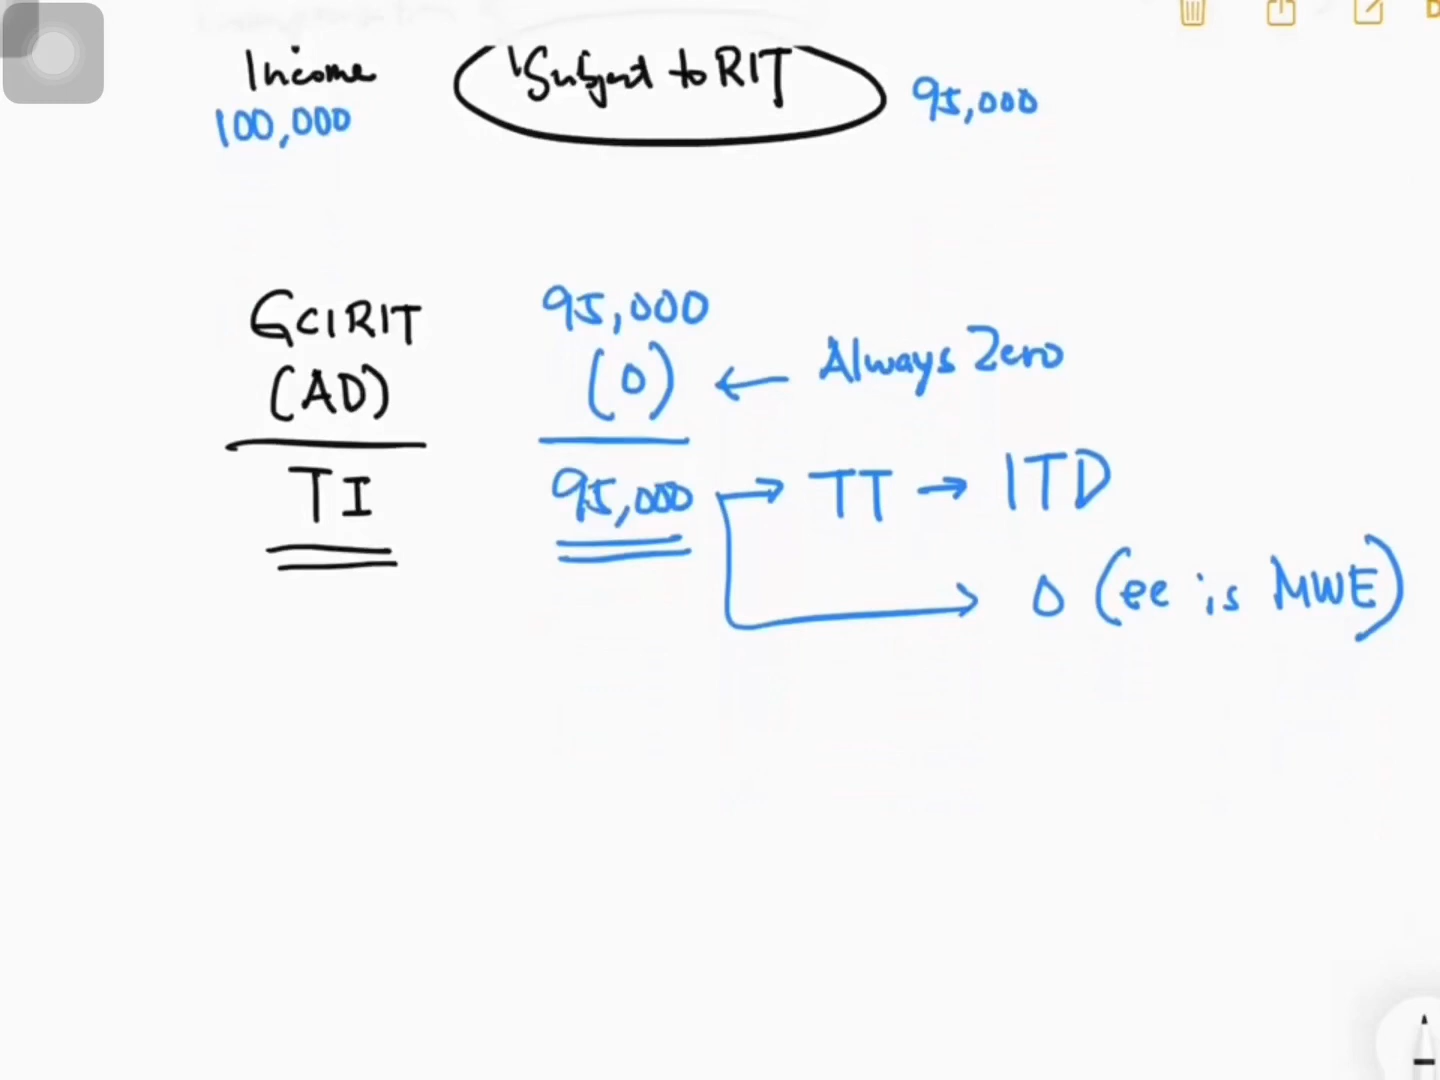 Income Subject to RIT 95,000
100,000
GCIRIT 95,000
(AD) (0) ← Always Zero
TI 95,000 → TT → ITD
→ 0 (ee is MWE)